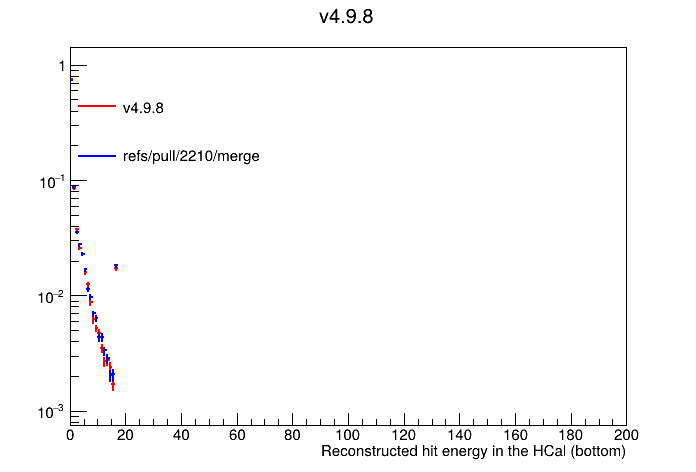 v4.9.8
1
10⁻¹
10⁻²
10⁻³
v4.9.8
refs/pull/2210/merge
0 20 40 60 80 100 120 140 160 180 200
Reconstructed hit energy in the HCal (bottom)